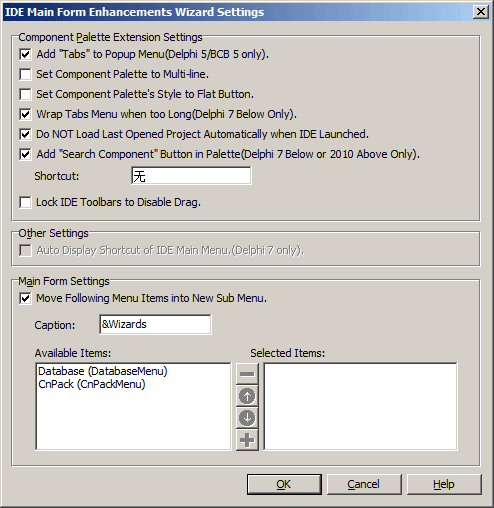 IDE Main Form Enhancements Wizard Settings
Component Palette Extension Settings
Add "Tabs" to Popup Menu(Delphi 5/BCB 5 only).
Set Component Palette to Multi-line.
Set Component Palette's Style to Flat Button.
Wrap Tabs Menu when too Long(Delphi 7 Below Only).
Do NOT Load Last Opened Project Automatically when IDE Launched.
Add "Search Component" Button in Palette(Delphi 7 Below or 2010 Above Only).
Shortcut: 无
Lock IDE Toolbars to Disable Drag.
Other Settings
Auto Display Shortcut of IDE Main Menu.(Delphi 7 only).
Main Form Settings
Move Following Menu Items into New Sub Menu.
Caption: &Wizards
Available Items: Selected Items:
Database (DatabaseMenu)
CnPack (CnPackMenu)
OK Cancel Help